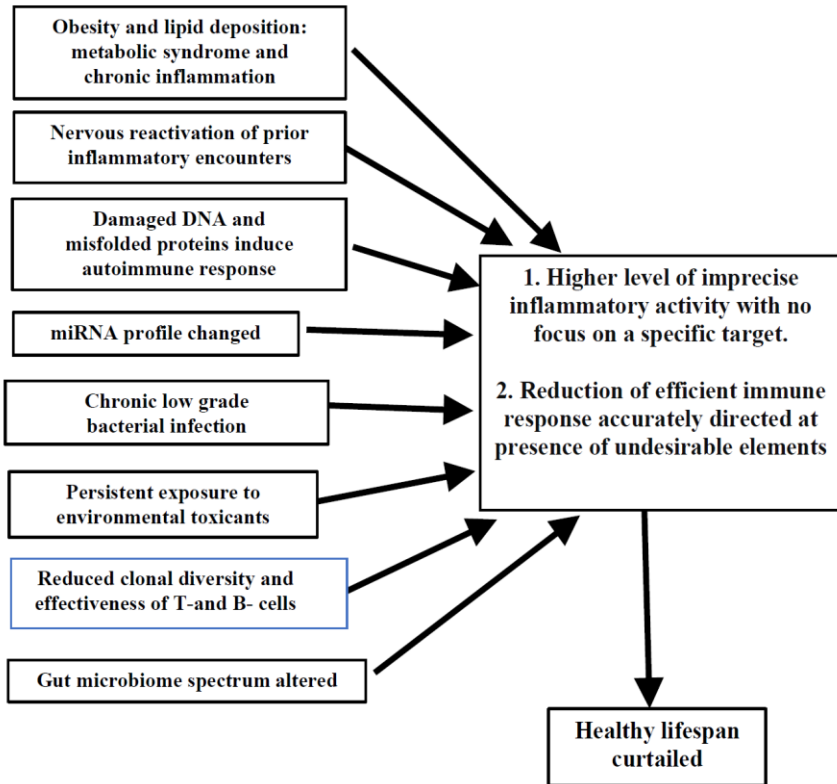 Obesity and lipid deposition:
metabolic syndrome and
chronic inflammation
Nervous reactivation of prior
inflammatory encounters
Damaged DNA and
misfolded proteins induce
autoimmune response
miRNA profile changed
Chronic low grade
bacterial infection
Persistent exposure to
environmental toxicants
Reduced clonal diversity and
effectiveness of T-and B- cells
Gut microbiome spectrum altered
1. Higher level of imprecise
inflammatory activity with no
focus on a specific target.
2. Reduction of efficient immune
response accurately directed at
presence of undesirable elements
Healthy lifespan
curtailed